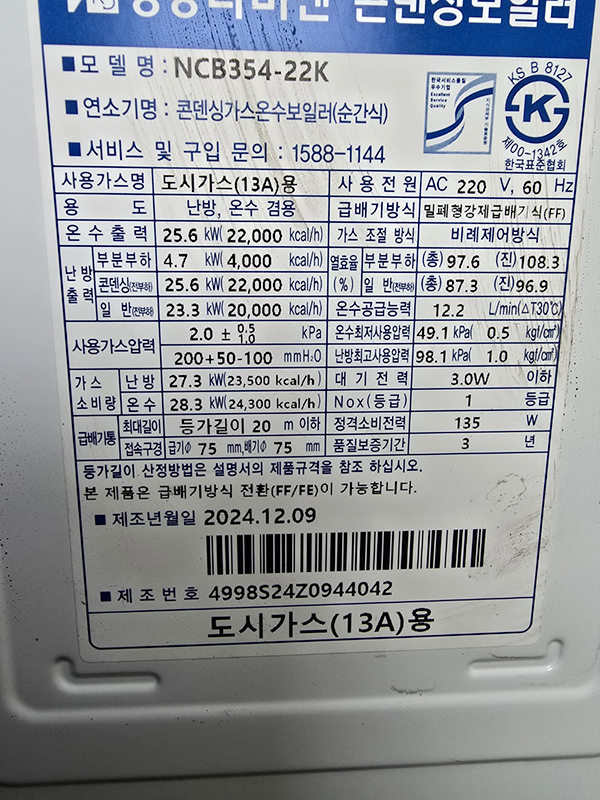 콘덴싱보일러
■ 모 델 명 : NCB354-22K
■ 연소기명 : 콘덴싱가스온수보일러(순간식)
■ 서비스 및 구입 문의 : 1588-1144
한국서비스품질
우수기업
Excellent
Service
Quality
KS B 8127
제00-1342호
한국표준협회
사용가스명 도시가스(13A)용 사 용 전 원 AC 220 V, 60 Hz
용 도 난방, 온수 겸용 급배기방식 밀폐형강제급배기식(FF)
온 수 출 력 25.6 kW( 22,000 kcal/h) 가스 조절 방식 비례제어방식
난방출력 부분부하 4.7 kW( 4,000 kcal/h) 열효율(%) 부분부하 (총) 97.6 (진)108.3
콘덴싱(전부하) 25.6 kW( 22,000 kcal/h) 일 반(전부하) (총) 87.3 (진)96.9
일 반(전부하) 23.3 kW( 20,000 kcal/h) 온수공급능력 12.2 L/min(△T30℃)
사용가스압력 2.0 ± 0.5 1.0 kPa 온수최저사용압력 49.1 kPa( 0.5 kgf/㎠)
200+50-100 mmH₂O 난방최고사용압력 98.1 kPa( 1.0 kgf/㎠)
가스소비량 난 방 27.3 kW(23,500 kcal/h) 대 기 전 력 3.0W 이하
온 수 28.3 kW(24,300 kcal/h) Nox(등급) 1 등급
급배기통 최대길이 등가길이 20 m 이하 정격소비전력 135 W
접속구경 급기Φ 75 mm,배기Φ 75 mm 품질보증기간 3 년
등가길이 산정방법은 설명서의 제품규격을 참조 하십시오.
본 제품은 급배기방식 전환(FF/FE)이 가능합니다.
■ 제조년월일 2024.12.09
■ 제 조 번 호 4998S24Z0944042
도시가스(13A)용